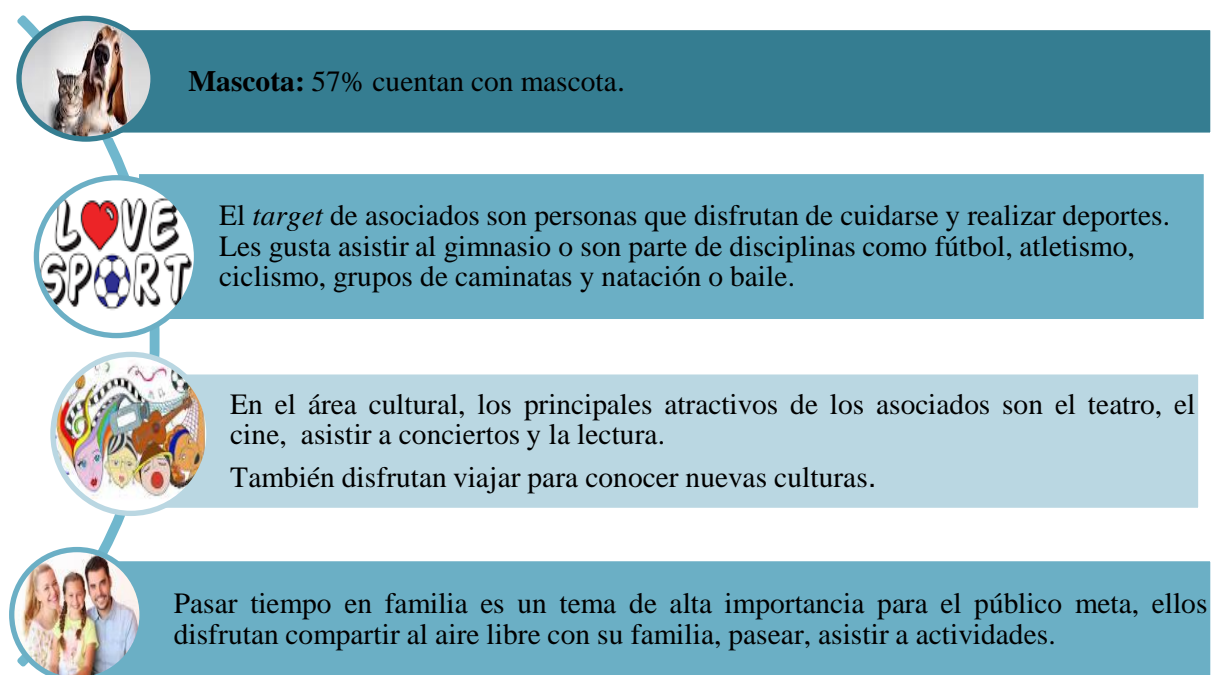 Mascota: 57% cuentan con mascota.
LOVE
SPORT
El target de asociados son personas que disfrutan de cuidarse y realizar deportes.
Les gusta asistir al gimnasio o son parte de disciplinas como fútbol, atletismo,
ciclismo, grupos de caminatas y natación o baile.
En el área cultural, los principales atractivos de los asociados son el teatro, el
cine, asistir a conciertos y la lectura.
También disfrutan viajar para conocer nuevas culturas.
Pasar tiempo en familia es un tema de alta importancia para el público meta, ellos
disfrutan compartir al aire libre con su familia, pasear, asistir a actividades.